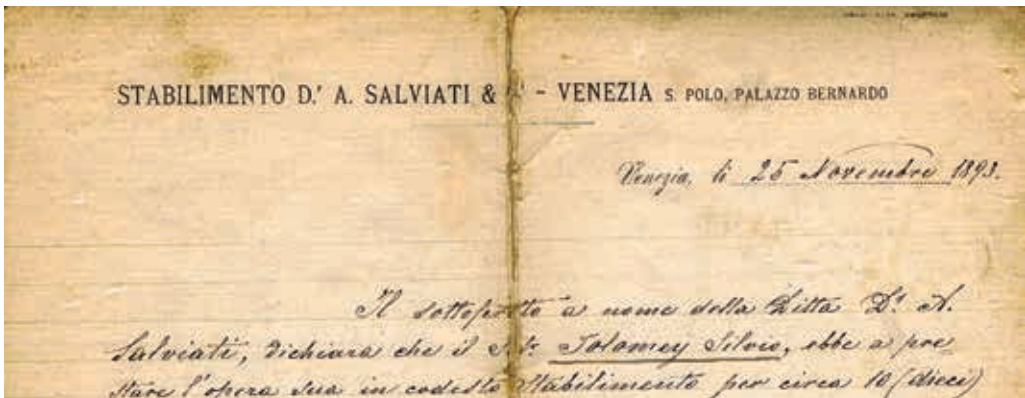 STABILIMENTO D.r A. SALVIATI & C.o - VENEZIA S. POLO, PALAZZO BERNARDO
Venezia, li 25 Novembre 1893.
Il sottoposto a nome della Ditta D.r A.
Salviati, dichiara che il Sig.r Tolomey Silvio, ebbe a pre
stare l'opera sua in codesto Stabilimento per circa 10 (dieci)